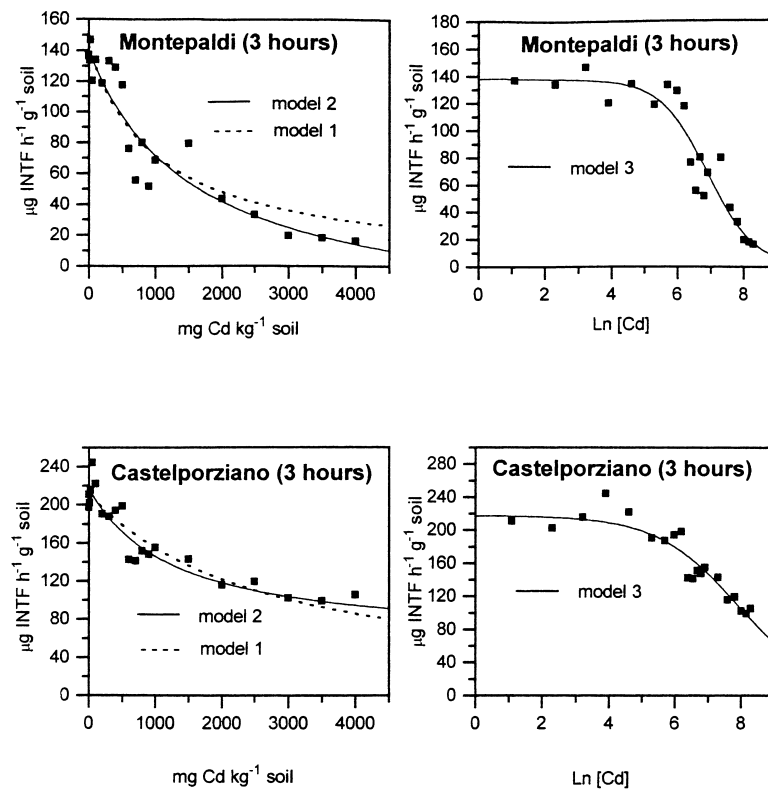 Montepaldi (3 hours)
µg INTF h-1 g-1 soil
160
140
120
100
80
60
40
20
0
model 2
model 1
0 1000 2000 3000 4000
mg Cd kg-1 soil
Montepaldi (3 hours)
µg INTF h-1 g-1 soil
180
160
140
120
100
80
60
40
20
0
model 3
0 2 4 6 8
Ln [Cd]
Castelporziano (3 hours)
µg INTF h-1 g-1 soil
240
200
160
120
80
40
0
model 2
model 1
0 1000 2000 3000 4000
mg Cd kg-1 soil
Castelporziano (3 hours)
µg INTF h-1 g-1 soil
280
240
200
160
120
80
40
0
model 3
0 2 4 6 8
Ln [Cd]